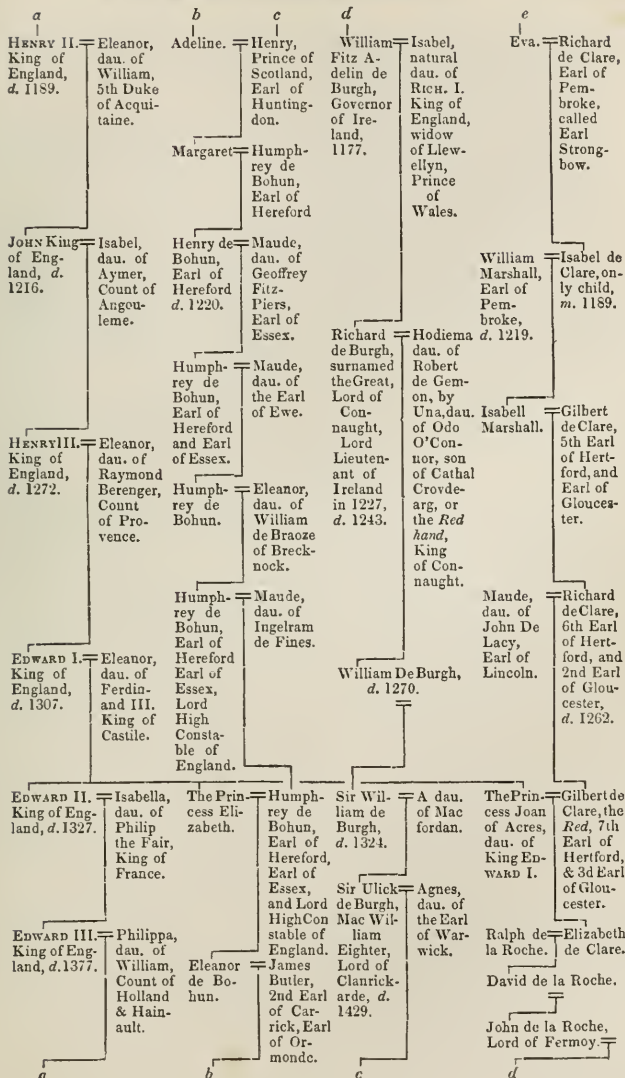 a
b
c
d
e
HENRY II.
King of
England,
d. 1189.
Eleanor,
dau. of
William,
5th Duke
of Acqui-
taine.
Adeline.
Henry,
Prince of
Scotland,
Earl of
Hunting-
don.
William
Fitz A-
delin de
Burgh,
Governor
of Ire-
land,
1177.
Isabel,
natural
dau. of
RICH. I.
King of
England,
widow
of Llew-
ellyn,
Prince
of
Wales.
Eva.
Richard
de Clare,
Earl of
Pem-
broke,
called
Earl
Strong-
bow.
Margaret
Humph-
rey de
Bohun,
Earl of
Hereford
JOHN King
of Eng-
land, d.
1216.
Isabel,
dau. of
Aymer,
Count of
Angou-
leme.
Henry de
Bohun,
Earl of
Hereford
d. 1220.
Maude,
dau. of
Geoffrey
Fitz-
Piers,
Earl of
Essex.
William
Marshall,
Earl of
Pem-
broke,
d. 1219.
Isabel de
Clare, on-
ly child,
m. 1189.
Richard
de Burgh,
surnamed
the Great,
Lord of
Con-
naught,
Lord
Lieuten-
ant of
Ireland
in 1227,
d. 1243.
Hodiema
dau. of
Robert
de Gem-
on, by
Una, dau.
of Odo
O'Con-
nor, son
of Cathal
Crovde-
arg, or
the Red
hand,
King
of Con-
naught.
Humph-
rey de
Bohun,
Earl of
Hereford
and Earl
of Essex.
Maude,
dau. of
the Earl
of Ewe.
Isabell
Marshall.
Gilbert
de Clare,
5th Earl
of Hert-
ford, and
Earl of
Glouces-
ter.
HENRY III.
King of
England,
d. 1272.
Eleanor,
dau. of
Raymond
Berenger,
Count
of Pro-
vence.
Humph-
rey de
Bohun.
Eleanor,
dau. of
William
de Braoze
of Breck-
nock.
Humph-
rey de
Bohun,
Earl of
Hereford
Earl of
Essex,
Lord
High
Consta-
ble of
England.
Maude,
dau. of
Ingelram
de Fines.
Maude,
dau. of
John De
Lacy,
Earl of
Lincoln.
Richard
de Clare,
6th Earl
of Hert-
ford, and
2nd Earl
of Glou-
cester,
d. 1262.
EDWARD I.
King of
England,
d. 1307.
Eleanor,
dau. of
Ferdin-
and III.
King of
Castile.
William De Burgh,
d. 1270.
EDWARD II.
King of Eng-
land, d. 1327.
Isabella,
dau. of
Philip
the Fair,
King of
France.
The Prin-
cess Eli-
zabeth.
Humph-
rey de
Bohun,
Earl of
Hereford,
Earl of
Essex,
and Lord
High Con
stable of
England.
Sir Wil-
liam de
Burgh,
d. 1324.
A dau.
of Mac
fordan.
The Prin-
cess Joan
of Acres,
dau. of
King ED-
WARD I.
Gilbert de
Clare, the
Red, 7th
Earl of
Hertford,
& 3d Earl
of Glou-
cester.
EDWARD III.
King of Eng-
land, d. 1377.
Philippa,
dau. of
William,
Count of
Holland
& Hain-
ault.
Eleanor
de Bo-
hun.
James
Butler,
2nd Earl
of Car-
rick, Earl
of Or-
monde.
Sir Ulick
de Burgh,
Mac Wil-
liam
Eighter,
Lord of
Clanrick-
arde, d.
1429.
Agnes,
dau. of
the Earl
of War-
wick.
Ralph de
la Roche.
Elizabeth
de Clare.
David de la Roche.
John de la Roche,
Lord of Fermoy.
a
b
c
d